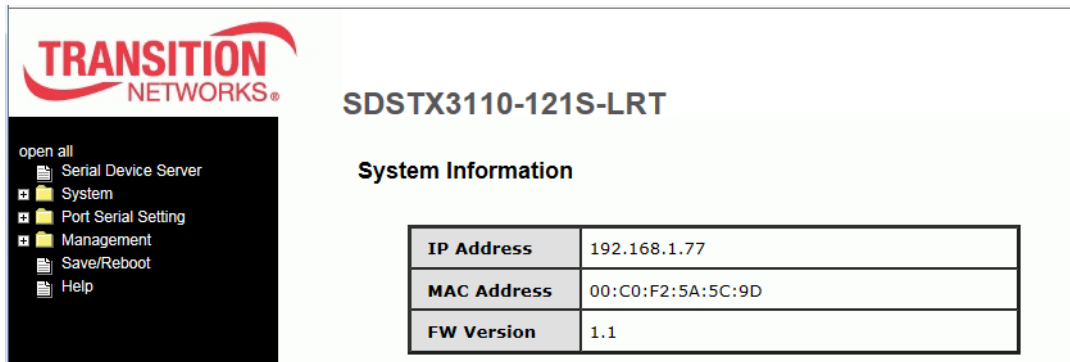 TRANSITION
NETWORKS®
SDSTX3110-121S-LRT
open all
Serial Device Server
System
Port Serial Setting
Management
Save/Reboot
Help
System Information
IP Address 192.168.1.77
MAC Address 00:C0:F2:5A:5C:9D
FW Version 1.1